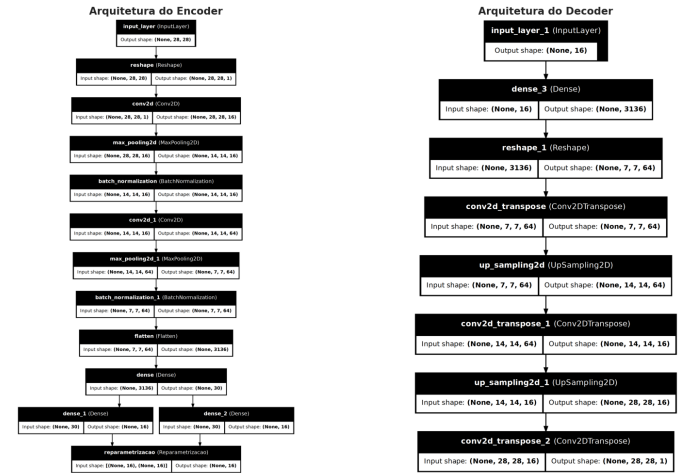 Arquitetura do Encoder
input_layer (InputLayer)
Output shape: (None, 28, 28)
reshape (Reshape)
Input shape: (None, 28, 28) Output shape: (None, 28, 28, 1)
conv2d (Conv2D)
Input shape: (None, 28, 28, 1) Output shape: (None, 28, 28, 16)
max_pooling2d (MaxPooling2D)
Input shape: (None, 28, 28, 16) Output shape: (None, 14, 14, 16)
batch_normalization (BatchNormalization)
Input shape: (None, 14, 14, 16) Output shape: (None, 14, 14, 16)
conv2d_1 (Conv2D)
Input shape: (None, 14, 14, 16) Output shape: (None, 14, 14, 64)
max_pooling2d_1 (MaxPooling2D)
Input shape: (None, 14, 14, 64) Output shape: (None, 7, 7, 64)
batch_normalization_1 (BatchNormalization)
Input shape: (None, 7, 7, 64) Output shape: (None, 7, 7, 64)
flatten (Flatten)
Input shape: (None, 7, 7, 64) Output shape: (None, 3136)
dense (Dense)
Input shape: (None, 3136) Output shape: (None, 30)
dense_1 (Dense)
Input shape: (None, 30) Output shape: (None, 16)
dense_2 (Dense)
Input shape: (None, 30) Output shape: (None, 16)
reparametrizacao (Reparametrizacao)
Input shape: [(None, 16), (None, 16)] Output shape: (None, 16)
Arquitetura do Decoder
input_layer_1 (InputLayer)
Output shape: (None, 16)
dense_3 (Dense)
Input shape: (None, 16) Output shape: (None, 3136)
reshape_1 (Reshape)
Input shape: (None, 3136) Output shape: (None, 7, 7, 64)
conv2d_transpose (Conv2DTranspose)
Input shape: (None, 7, 7, 64) Output shape: (None, 7, 7, 64)
up_sampling2d (UpSampling2D)
Input shape: (None, 7, 7, 64) Output shape: (None, 14, 14, 64)
conv2d_transpose_1 (Conv2DTranspose)
Input shape: (None, 14, 14, 64) Output shape: (None, 14, 14, 16)
up_sampling2d_1 (UpSampling2D)
Input shape: (None, 14, 14, 16) Output shape: (None, 28, 28, 16)
conv2d_transpose_2 (Conv2DTranspose)
Input shape: (None, 28, 28, 16) Output shape: (None, 28, 28, 1)